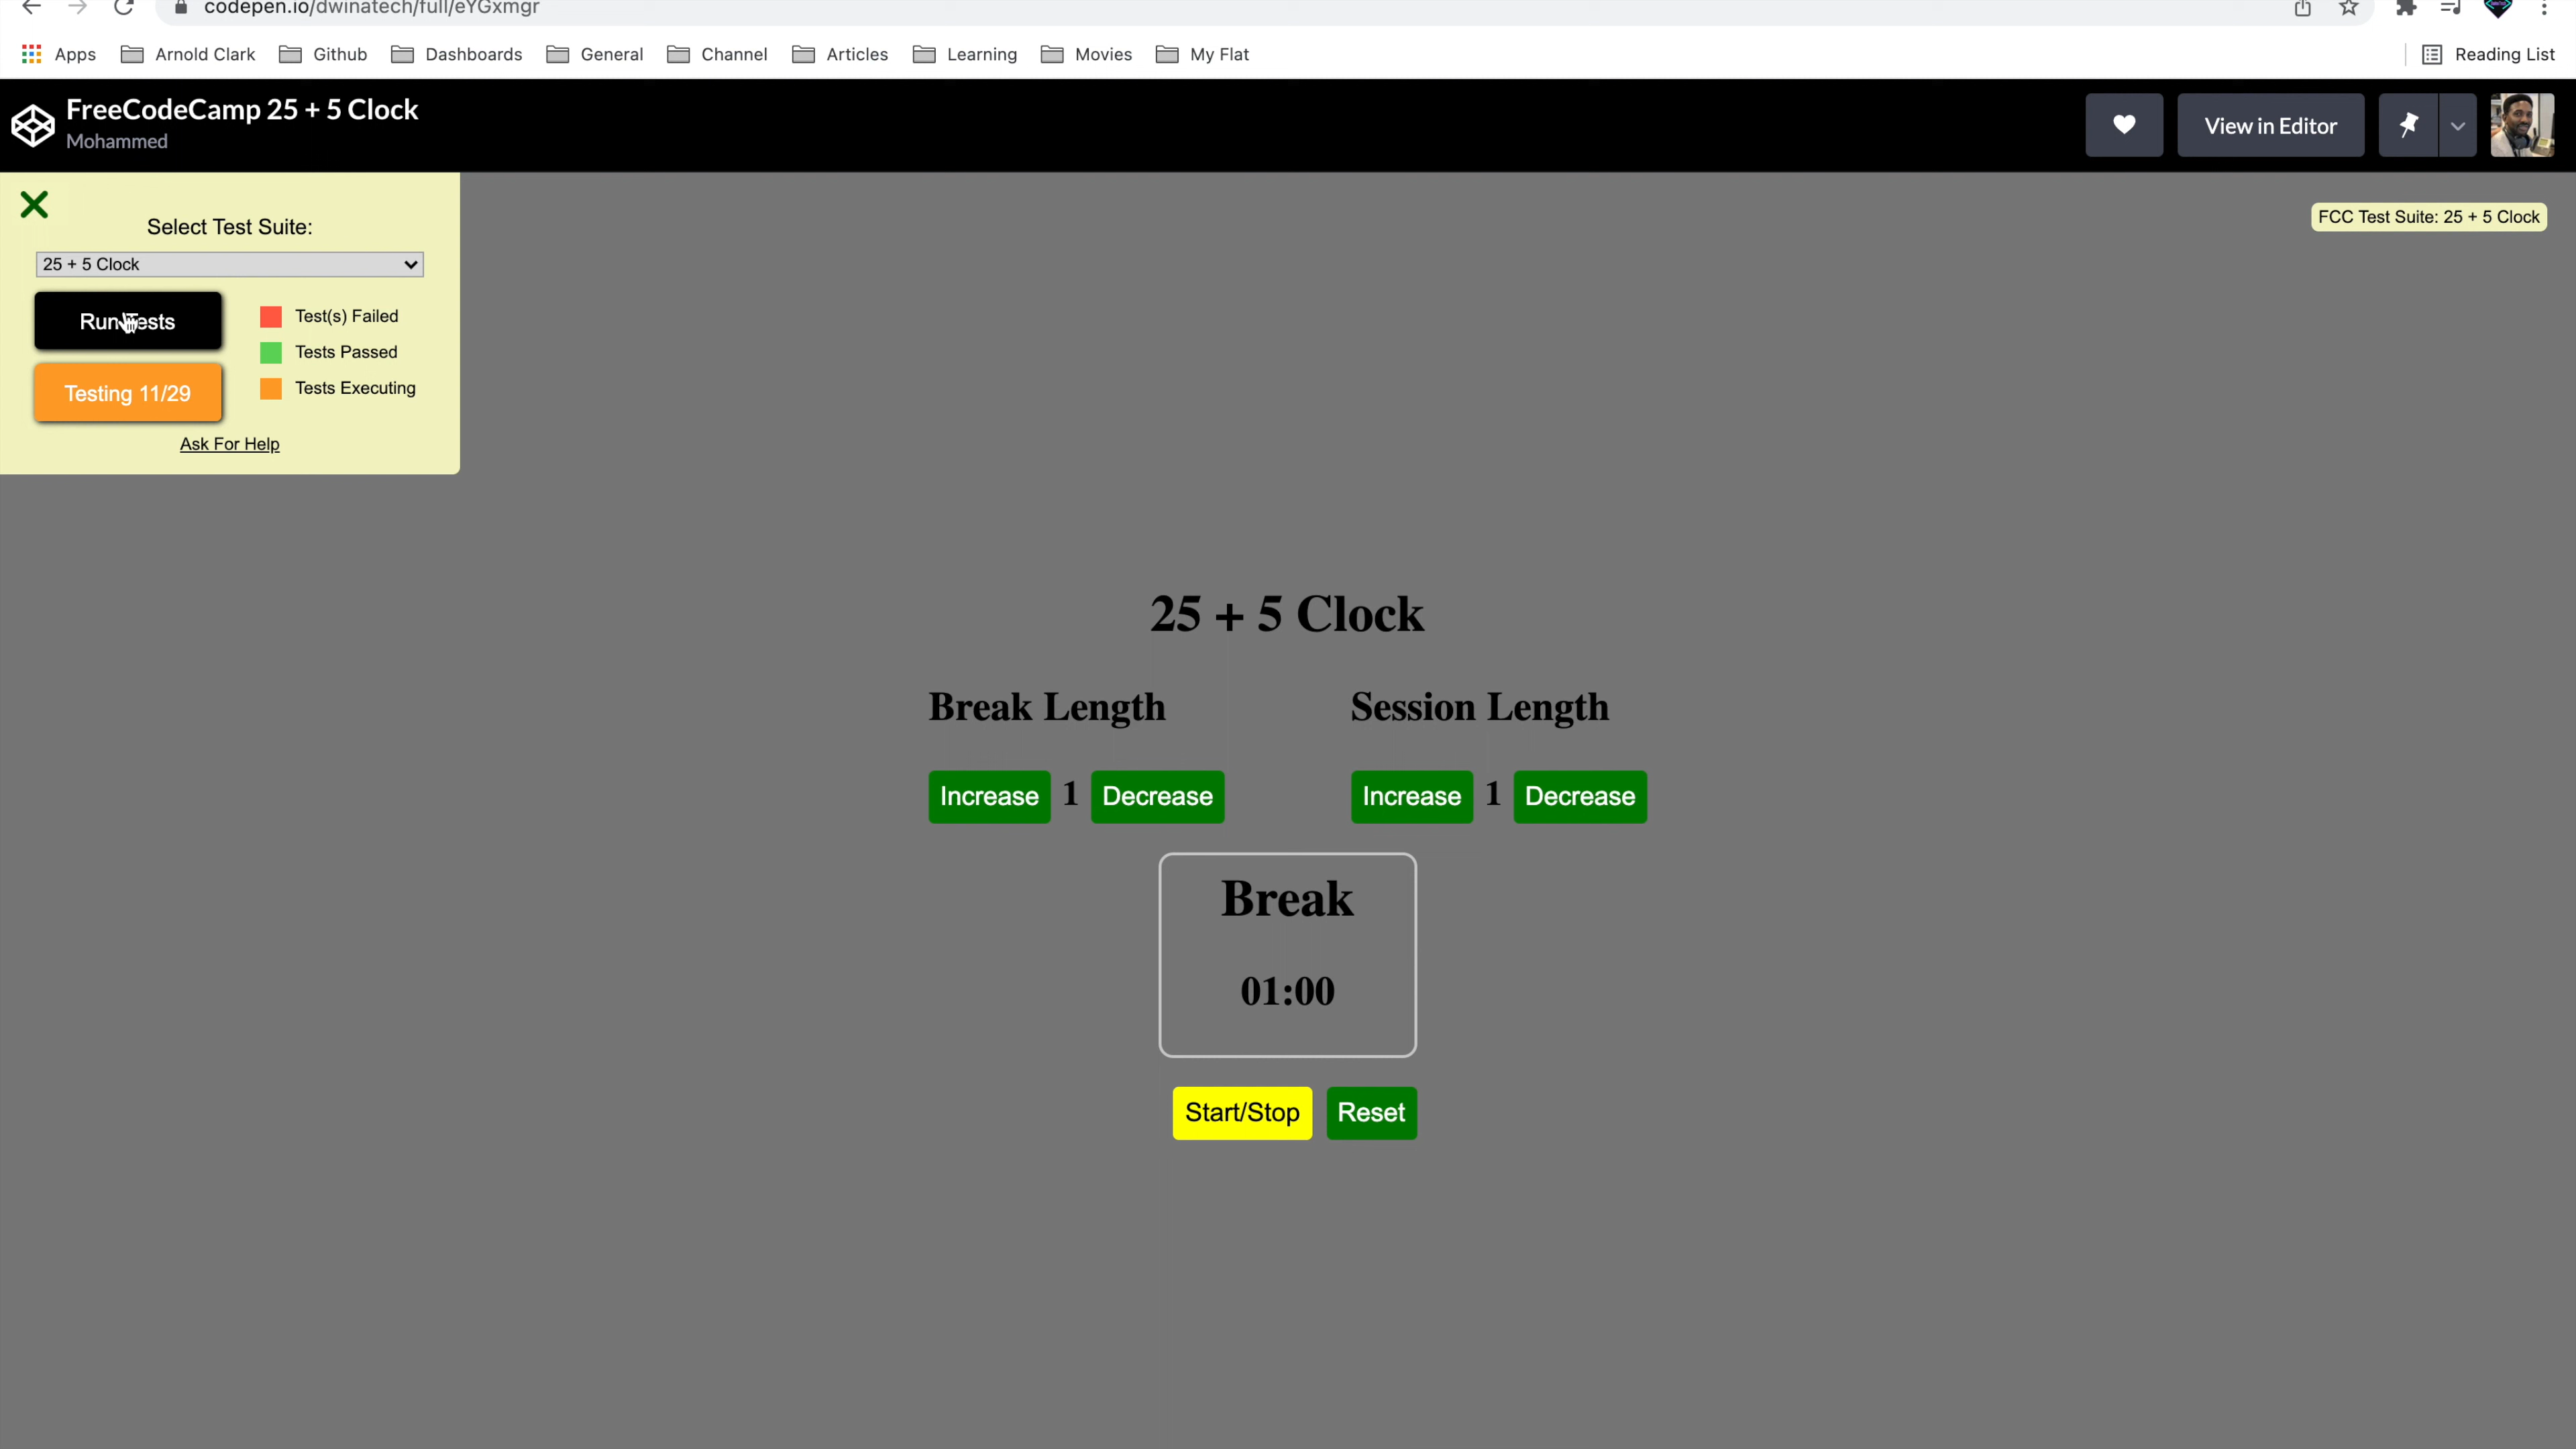 codepen.io/dwinatech/full/eYGxmgr
Apps Arnold Clark Github Dashboards General Channel Articles Learning Movies My Flat Reading List
FreeCodeCamp 25 + 5 Clock
Mohammed
View in Editor
Select Test Suite:
FCC Test Suite: 25 + 5 Clock
25 + 5 Clock
Run Tests
Test(s) Failed
Tests Passed
Testing 11/29
Tests Executing
Ask For Help
25 + 5 Clock
Break Length Session Length
Increase 1 Decrease Increase 1 Decrease
Break
01:00
Start/Stop Reset